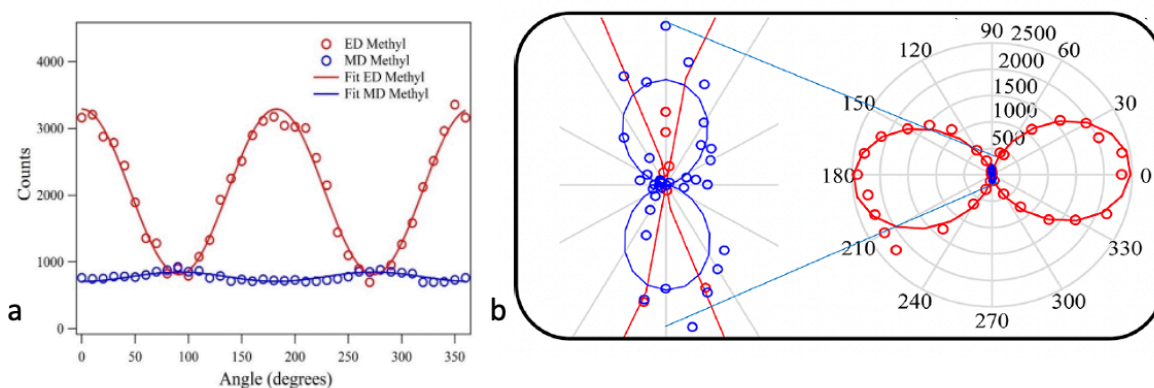 4000
3000
2000
1000
0
Counts
ED Methyl
MD Methyl
Fit ED Methyl
Fit MD Methyl
0 50 100 150 200 250 300 350
Angle (degrees)
a
b
90 2500
120 2000 60
1500
150 1000 30
500
180 0
210 330
240 300
270